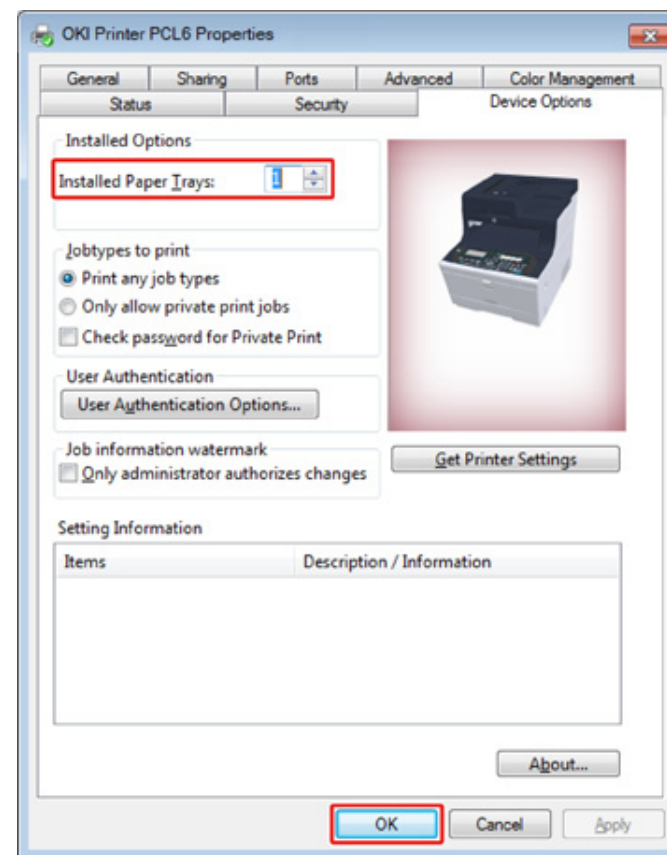 OKI Printer PCL6 Properties
General Sharing Ports Advanced Color Management
Status Security Device Options
Installed Options
Installed Paper Trays: 1
Jobtypes to print
Print any job types
Only allow private print jobs
Check password for Private Print
User Authentication
User Authentication Options...
Job information watermark
Only administrator authorizes changes
Get Printer Settings
Setting Information
Items Description / Information
About...
OK Cancel Apply